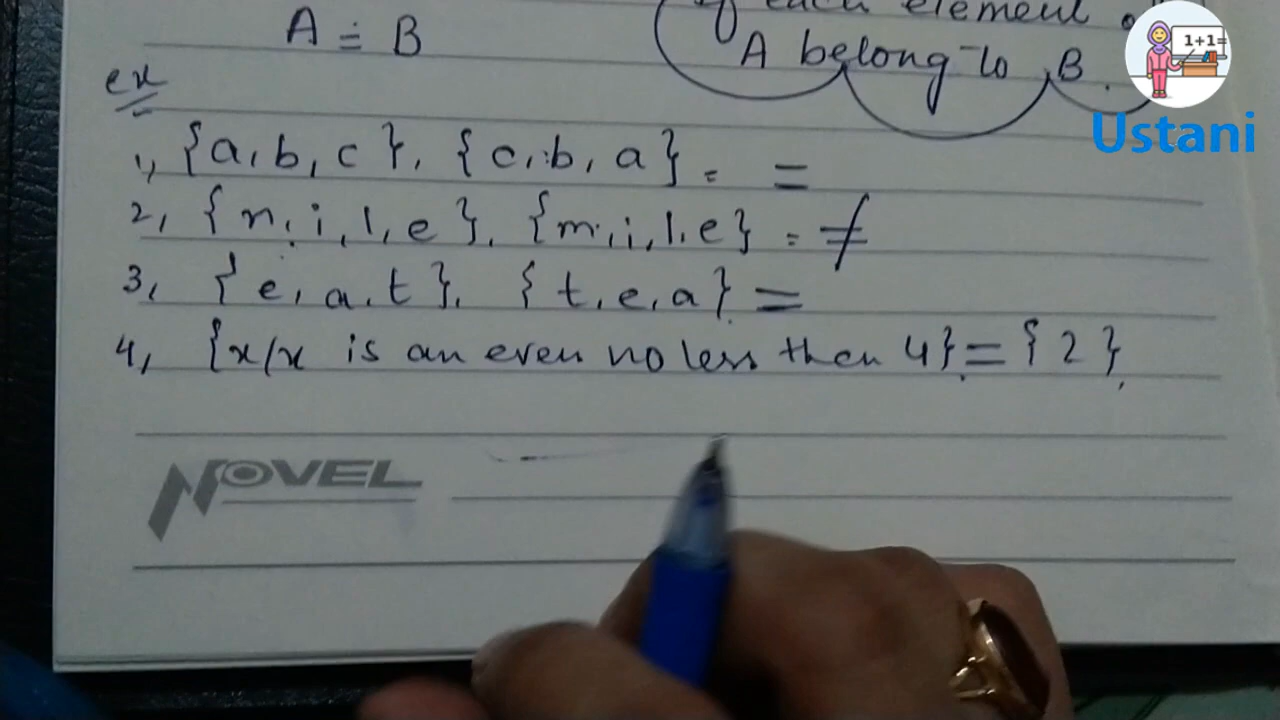 of each element
A = B
A belong to B.
1+1=
Ustani
ex
1, {a, b, c}, {c, b, a}. =
2, {n, i, l, e}, {m, i, l, e} . ≠
3, {e, a, t}, {t, e, a} =
4, {x/x is an even no less then 4} = {2},
NOVEL